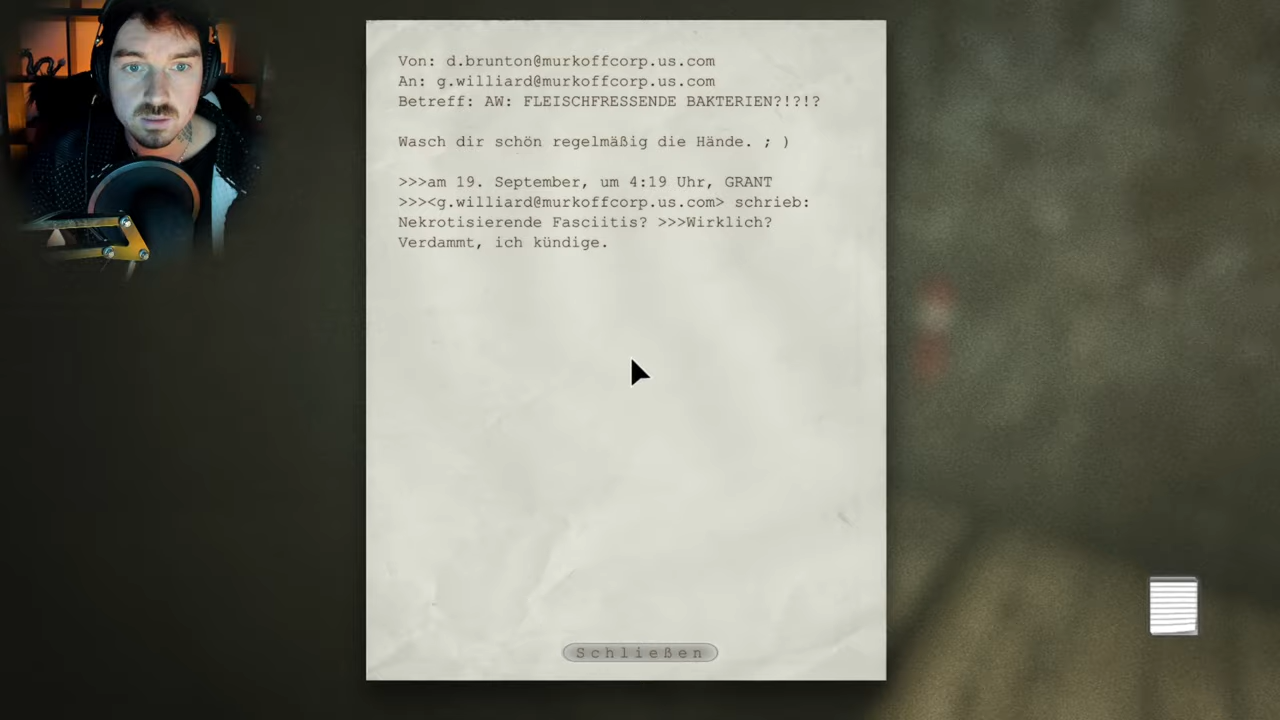 Von: d.brunton@murkoffcorp.us.com
An: g.williard@murkoffcorp.us.com
Betreff: AW: FLEISCHFRESSENDE BAKTERIEN?!?!?
Wasch dir schön regelmäßig die Hände. ; )
>>>am 19. September, um 4:19 Uhr, GRANT
>>><g.williard@murkoffcorp.us.com> schrieb:
Nekrotisierende Fasciitis? >>>Wirklich?
Verdammt, ich kündige.
Schließen